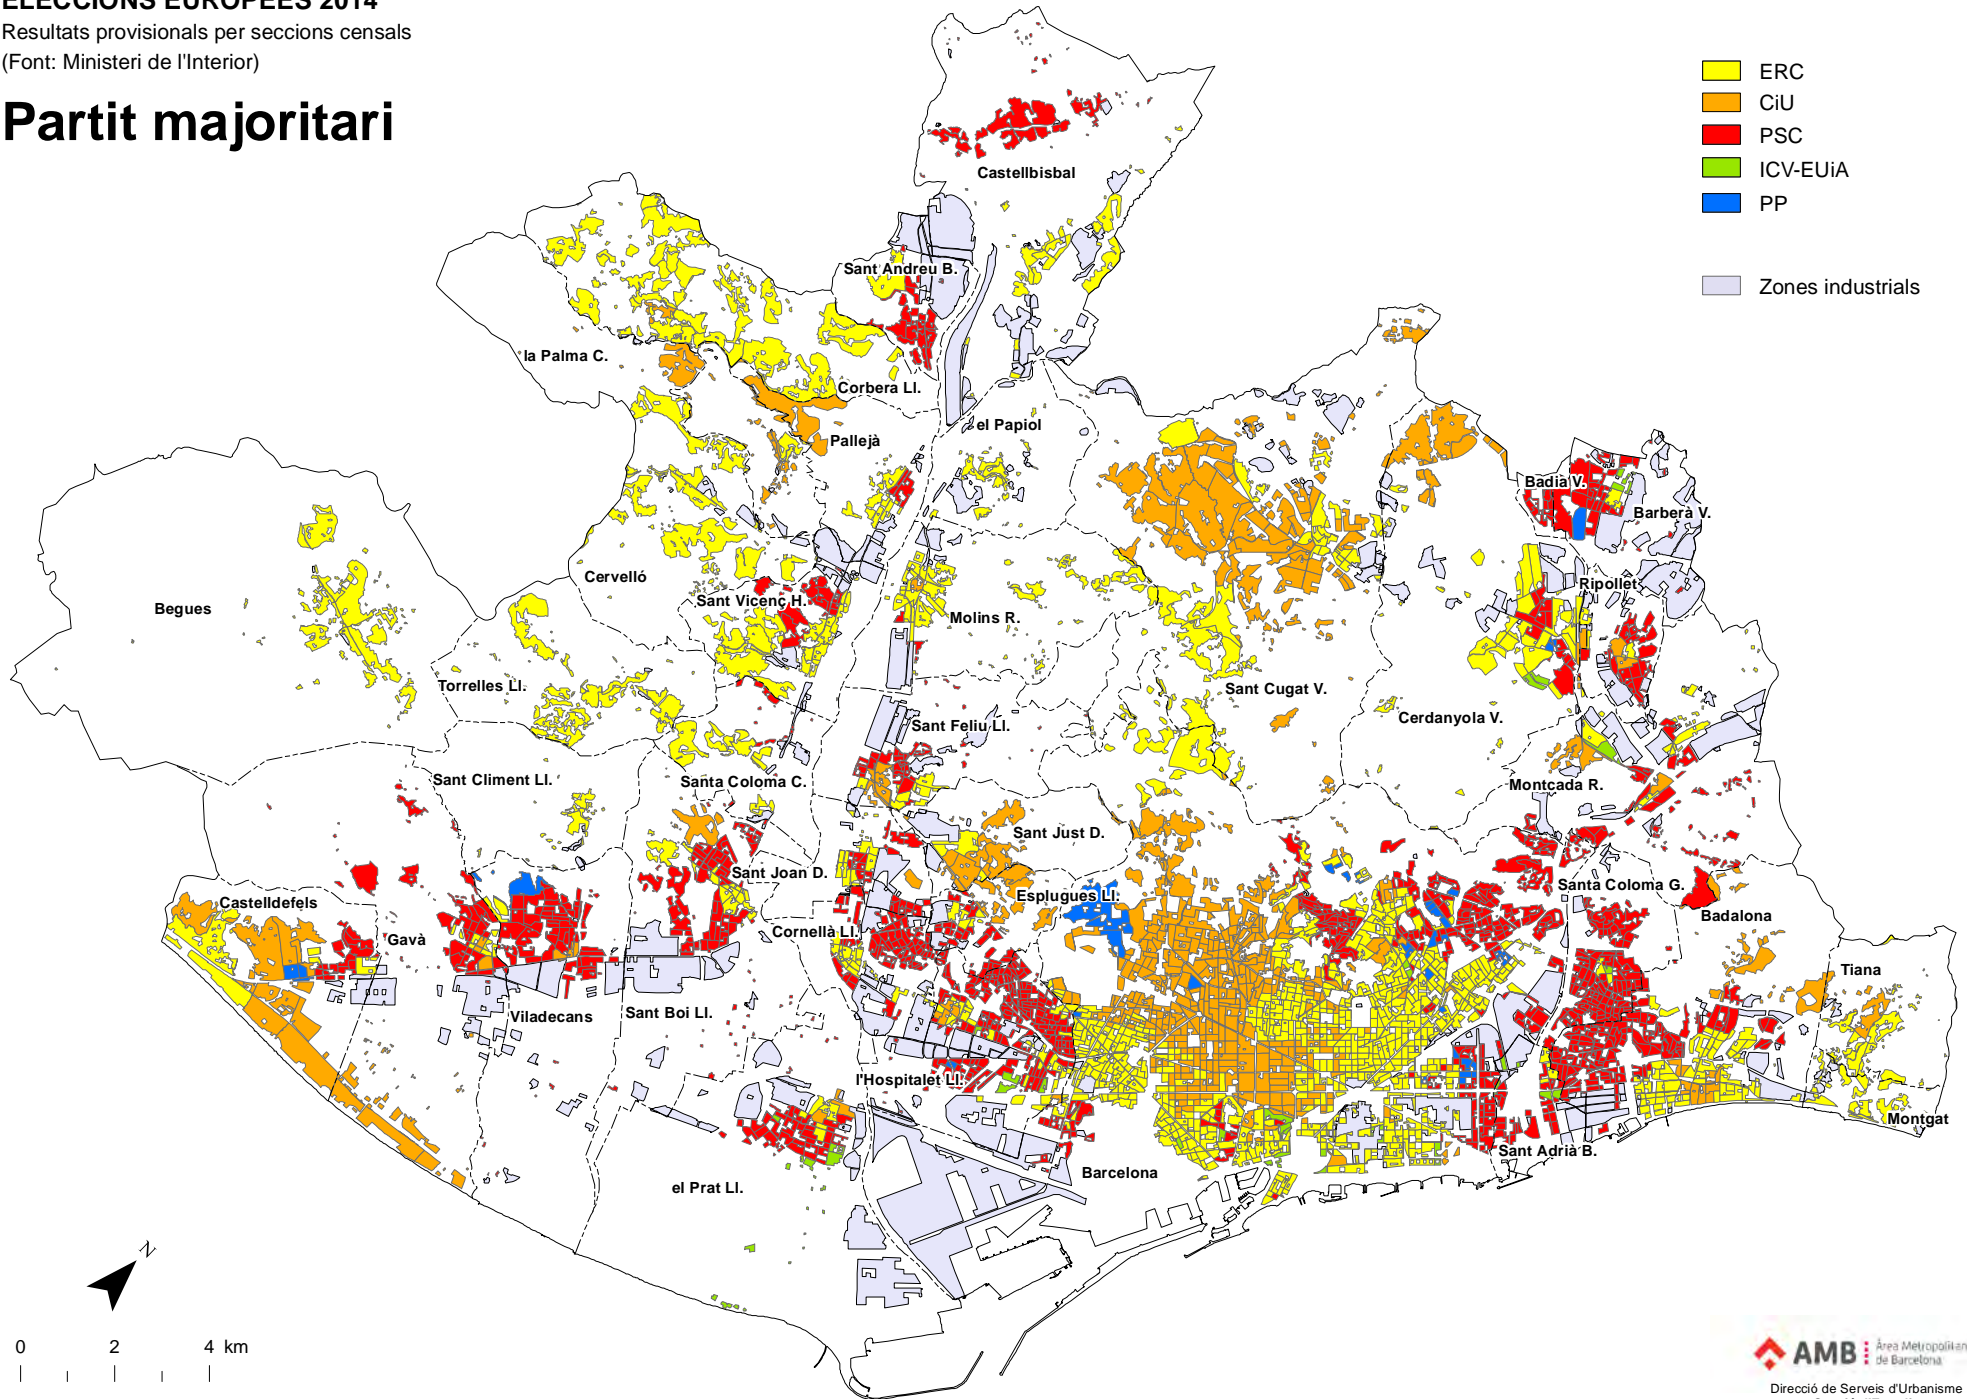 ELECCIONS EUROPEES 2014
Resultats provisionals per seccions censals
(Font: Ministeri de l'Interior)
Partit majoritari
ERC
CiU
PSC
ICV-EUiA
PP
Zones industrials
Castellbisbal
Sant Andreu B.
la Palma C.
Corbera Ll.
el Papiol
Pallejà
Badia V.
Barberà V.
Cervelló
Ripollet
Begues
Sant Vicenç H.
Molins R.
Torrelles Ll.
Sant Cugat V.
Cerdanyola V.
Sant Feliu Ll.
Sant Climent Ll.
Santa Coloma C.
Montcada R.
Sant Just D.
Sant Joan D.
Santa Coloma G.
Esplugues Ll.
Castelldefels
Badalona
Gavà
Cornellà Ll.
Tiana
Viladecans
Sant Boi Ll.
l'Hospitalet Ll.
Montgat
Sant Adrià B.
Barcelona
el Prat Ll.
N
0 2 4 km
AMB
Àrea Metropolitana
de Barcelona
Direcció de Serveis d'Urbanisme